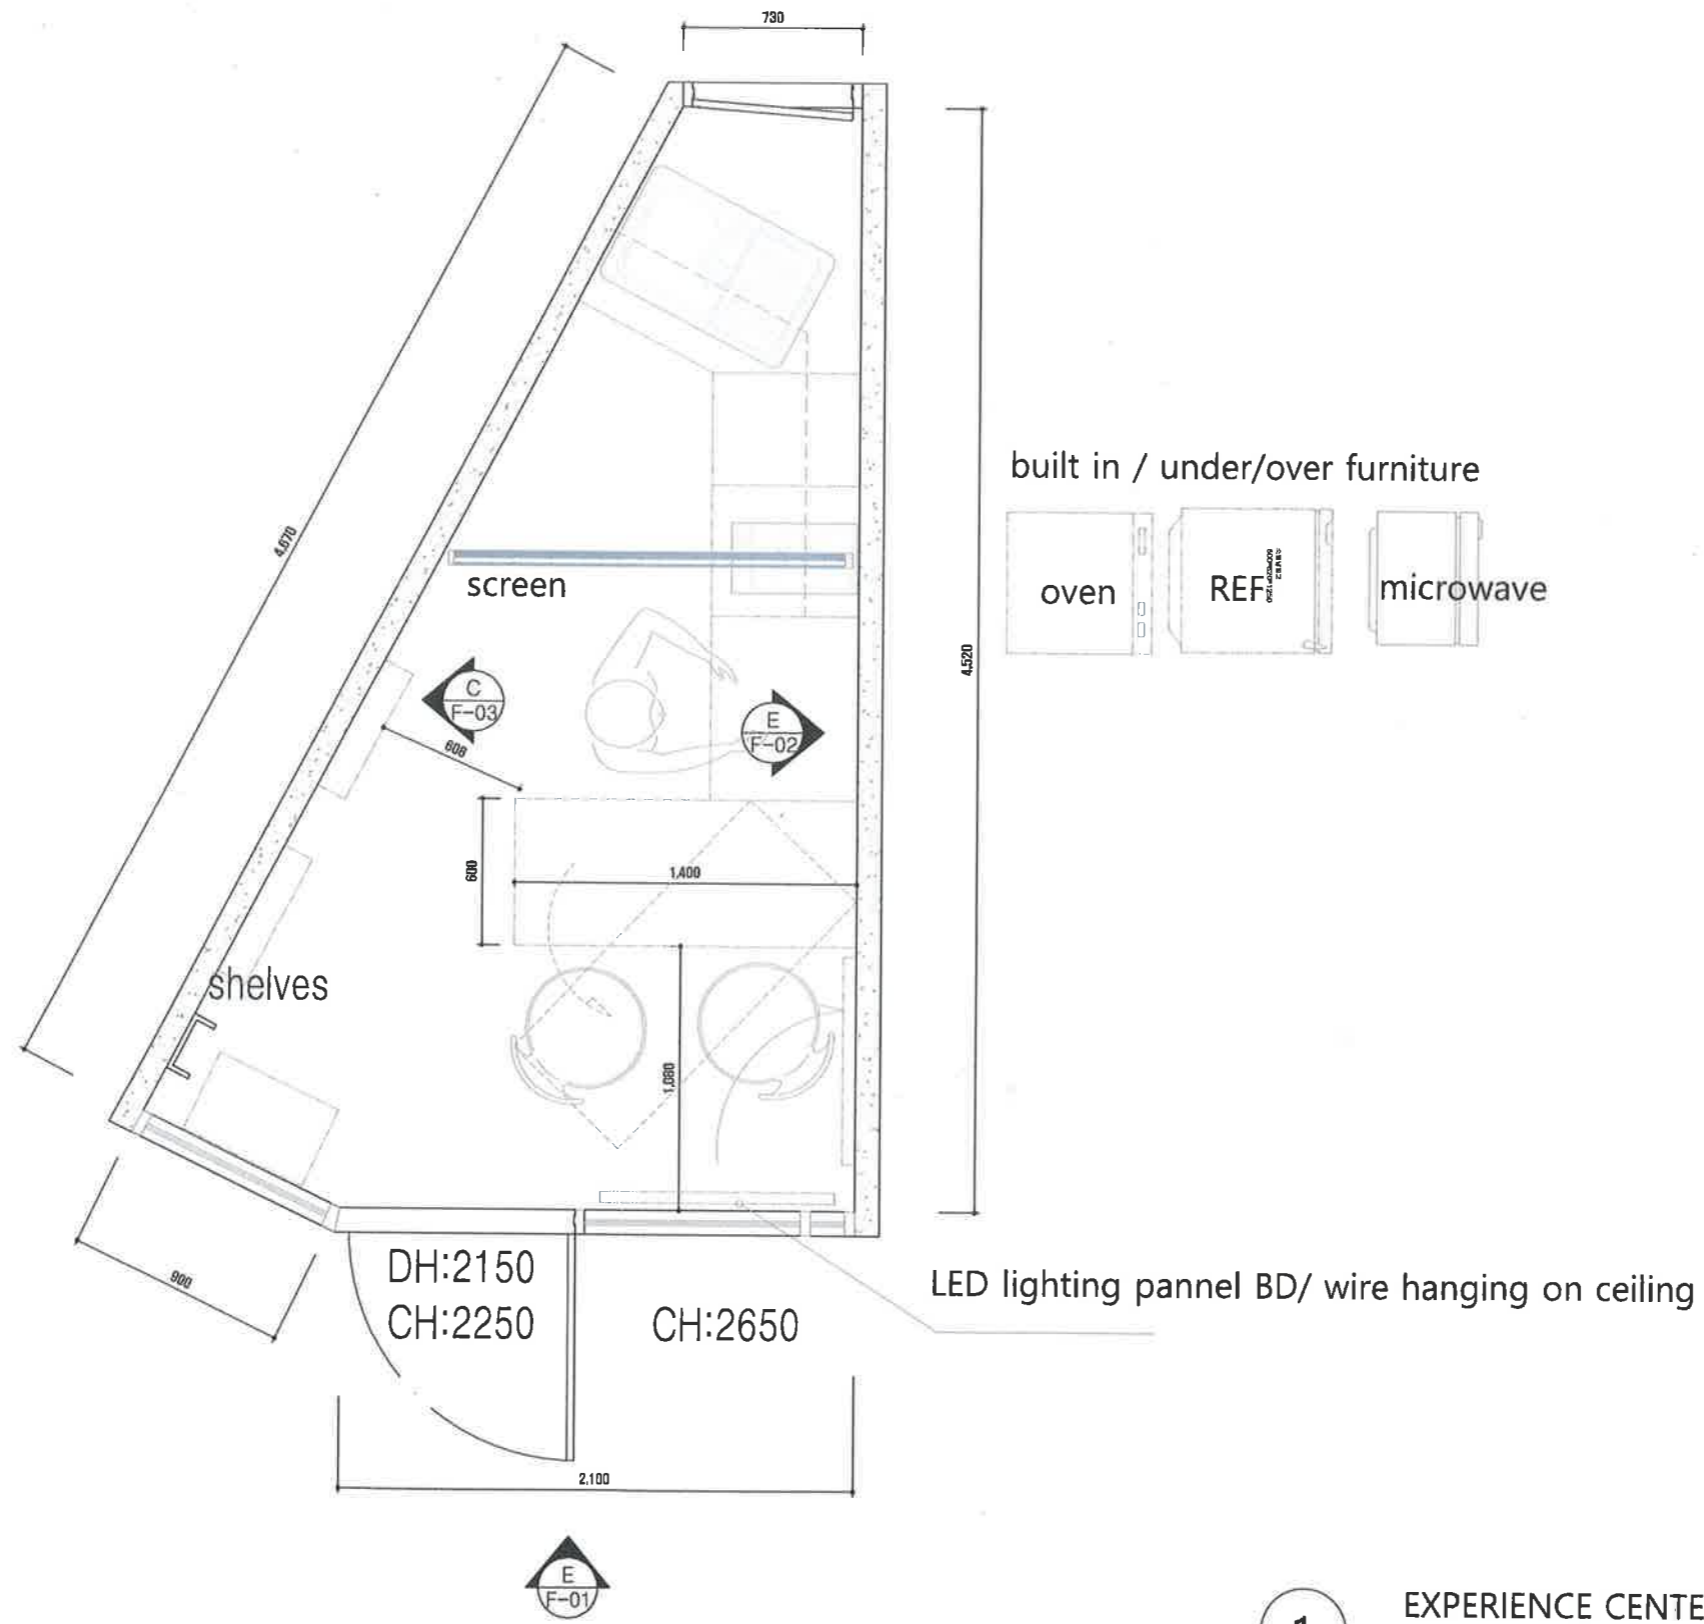 730
4.670
built in / under/over furniture
oven
REF
microwave
screen
4.520
C
F-03
E
F-02
608
600
1.400
shelves
1.080
900
DH:2150
CH:2250
CH:2650
LED lighting pannel BD/ wire hanging on ceiling
2.100
E
F-01
1
EXPERIENCE CENTE